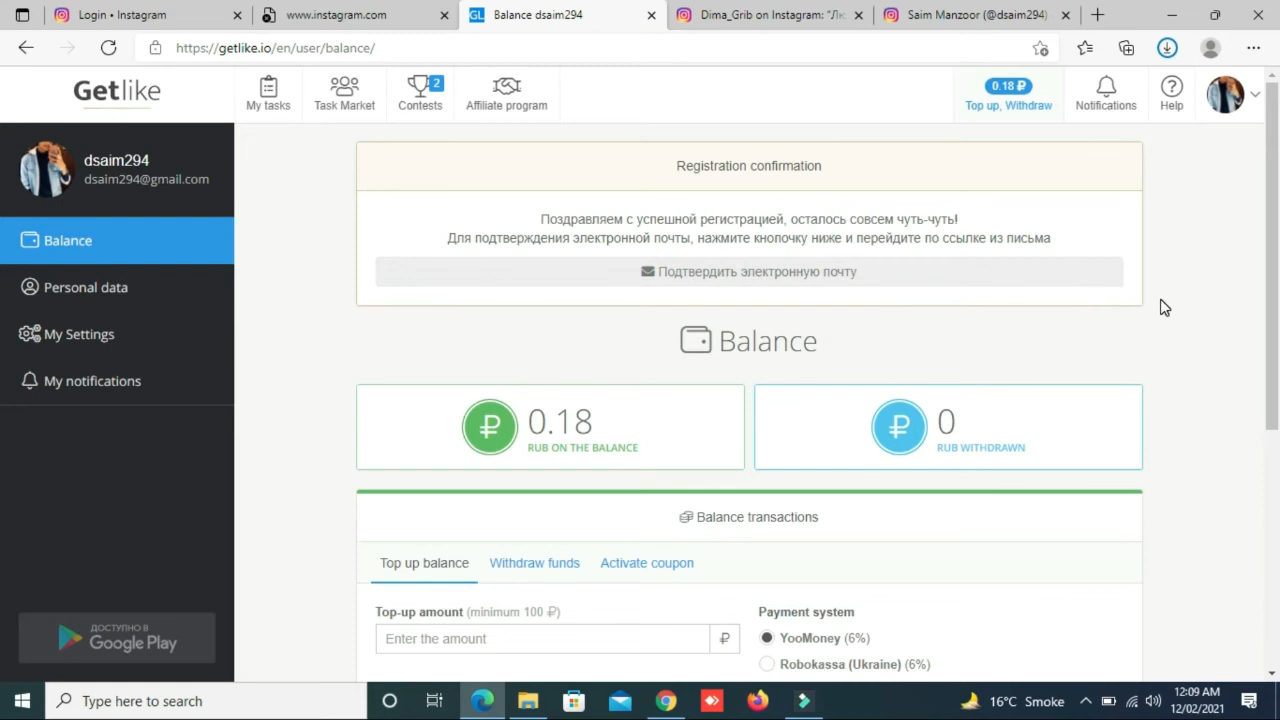 Login • Instagram
www.instagram.com
GL Balance dsaim294
Dima_Grib on Instagram: "Лю
Saim Manzoor (@dsaim294)
https://getlike.io/en/user/balance/
Getlike
My tasks
Task Market
2
Contests
Affiliate program
0.18 ₽
Top up, Withdraw
Notifications
Help
dsaim294
dsaim294@gmail.com
Balance
Personal data
My Settings
My notifications
ДОСТУПНО В
Google Play
Registration confirmation
Поздравляем с успешной регистрацией, осталось совсем чуть-чуть!
Для подтверждения электронной почты, нажмите кнопочку ниже и перейдите по ссылке из письма
Подтвердить электронную почту
Balance
₽ 0.18
RUB ON THE BALANCE
₽ 0
RUB WITHDRAWN
Balance transactions
Top up balance Withdraw funds Activate coupon
Top-up amount (minimum 100 ₽)
Enter the amount ₽
Payment system
YooMoney (6%)
Robokassa (Ukraine) (6%)
Type here to search
16°C Smoke
12:09 AM
12/02/2021